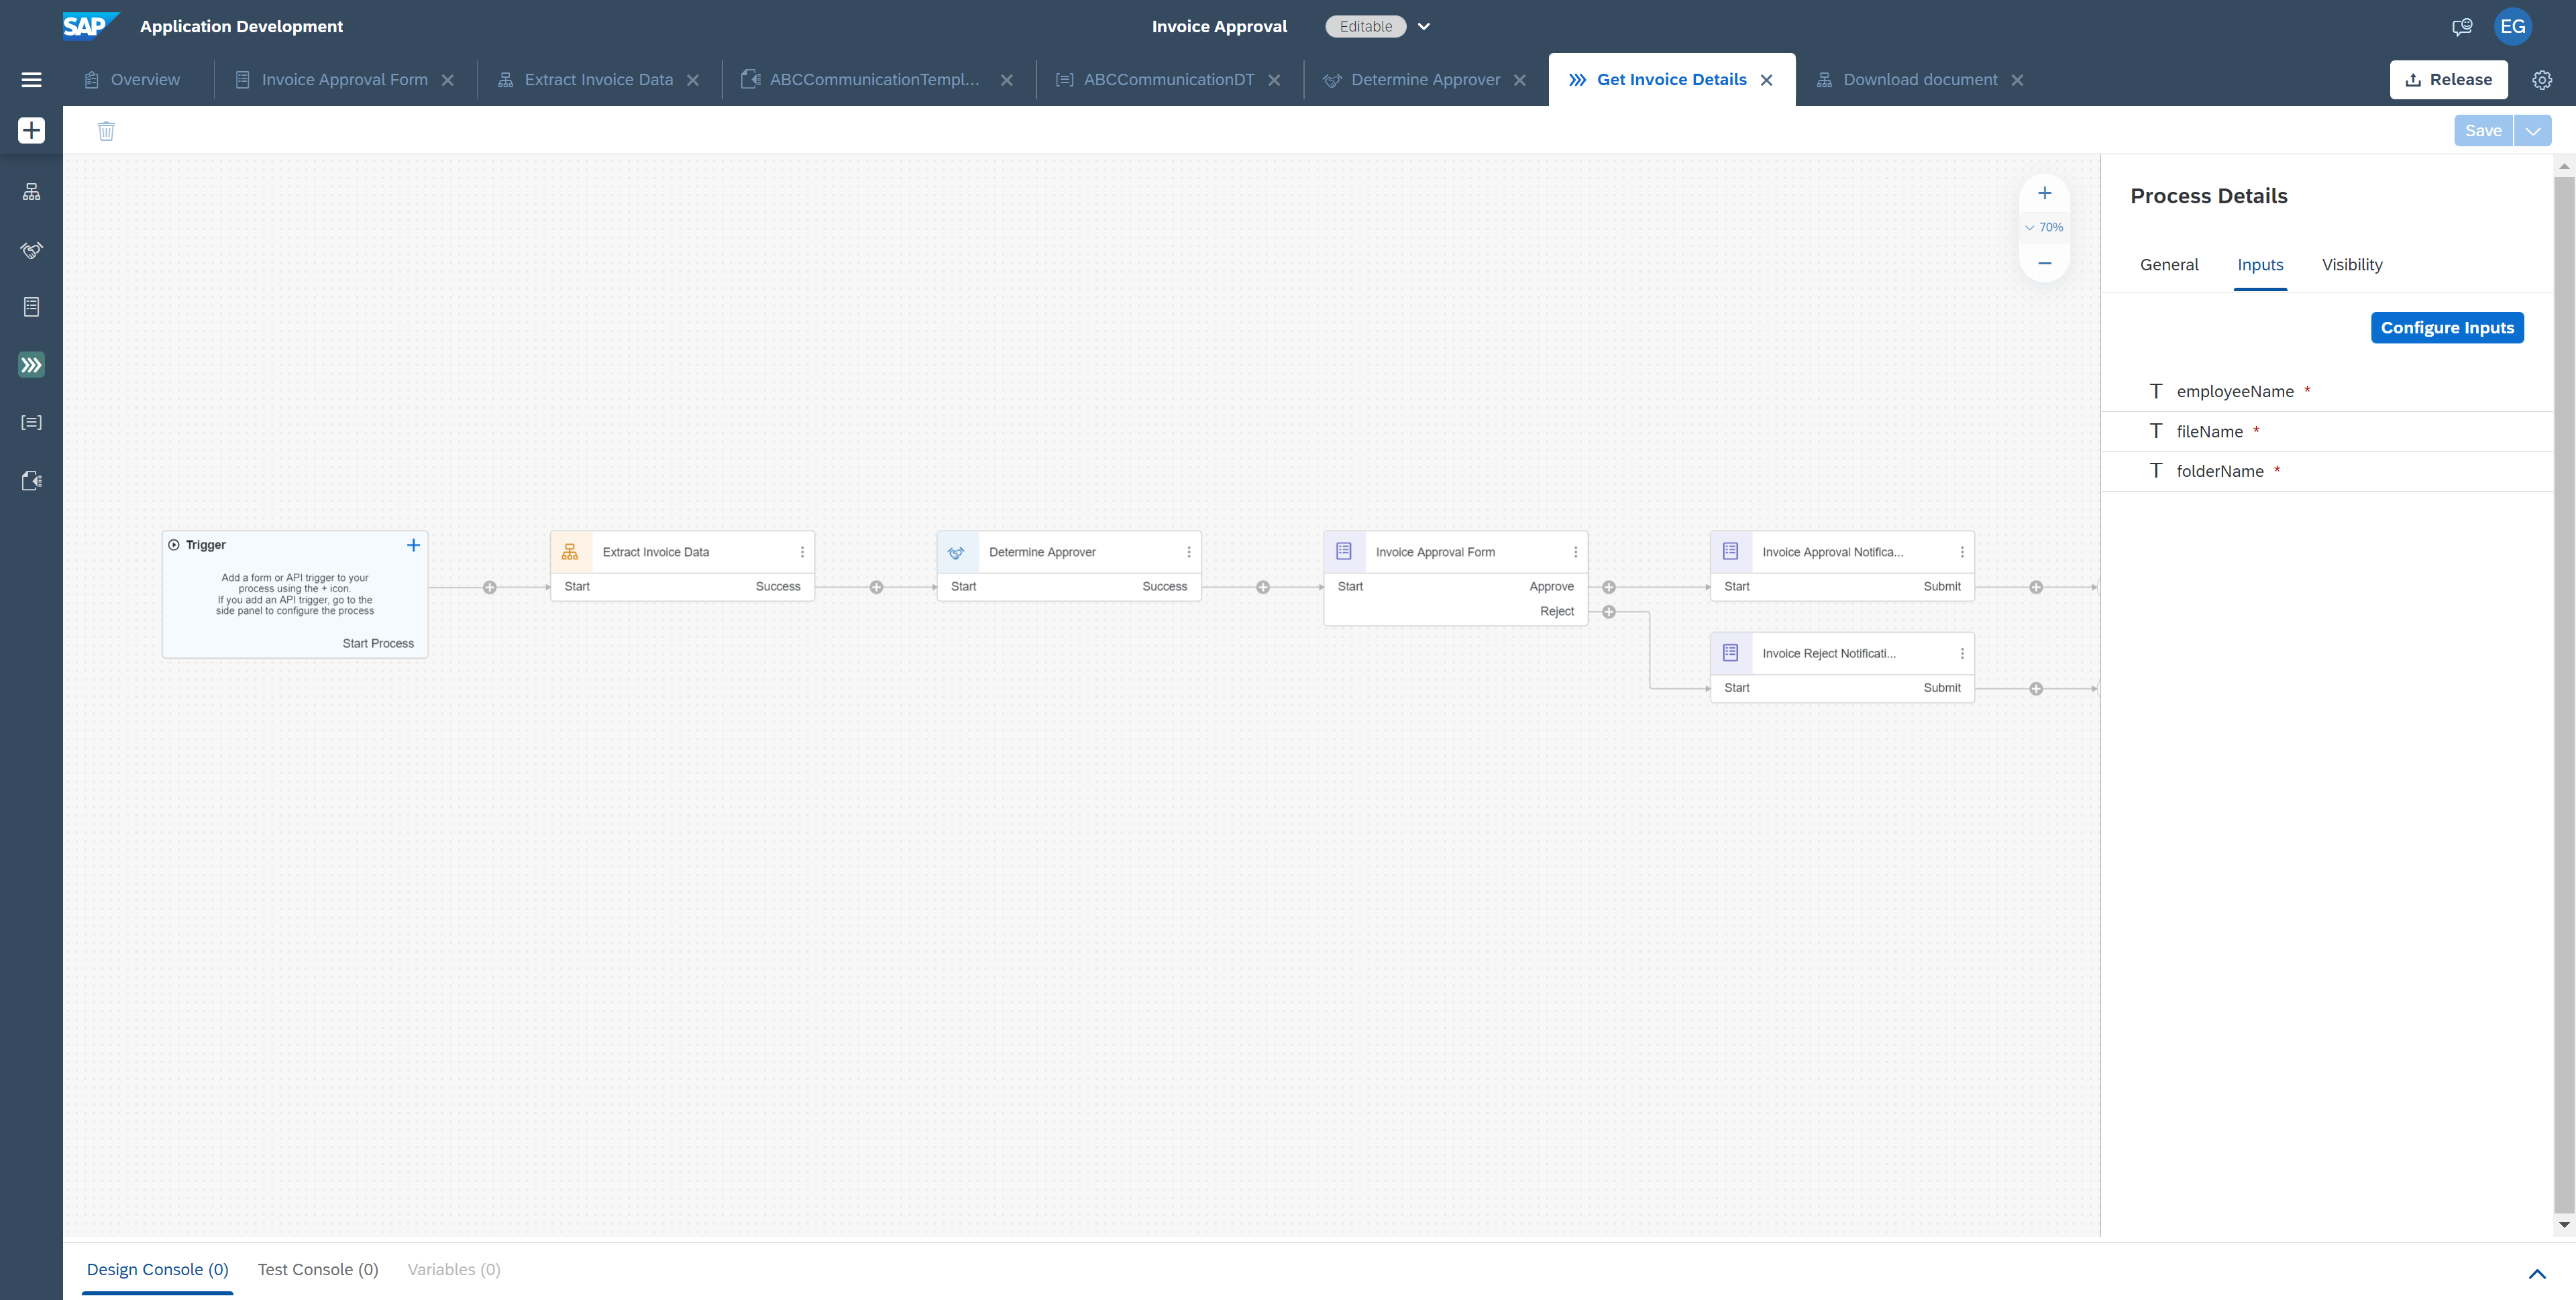 SAP Application Development
Invoice Approval Editable
EG
Overview
Invoice Approval Form
Extract Invoice Data
ABCCommunicationTempl...
ABCCommunicationDT
Determine Approver
Get Invoice Details
Download document
Release
Save
70%
Trigger
Add a form or API trigger to your
process using the + icon.
If you add an API trigger, go to the
side panel to configure the process
Start Process
Extract Invoice Data
Start Success
Determine Approver
Start Success
Invoice Approval Form
Start Approve
Reject
Invoice Approval Notifica...
Start Submit
Invoice Reject Notificati...
Start Submit
Process Details
General Inputs Visibility
Configure Inputs
T employeeName *
T fileName *
T folderName *
Design Console (0) Test Console (0) Variables (0)